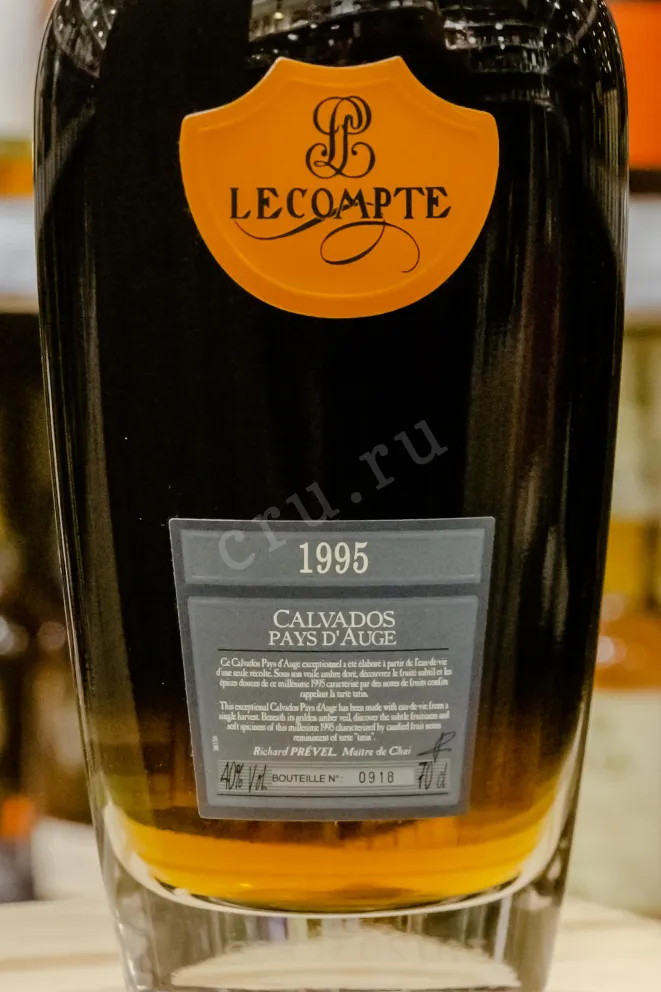 LP
LECOMPTE
cru.ru
1995
CALVADOS
PAYS D'AUGE
Ce Calvados Pays d'Auge exceptionnel a été élaboré à partir de l'eau-de-vie
d'une seule récolte. Sous son voile ambre doré, découvrez le fruité subtil et les
épices douces de ce millésime 1995 caractérisé par des notes de fruits confits
rappelant la tarte tatin.
This exceptional Calvados Pays d'Auge has been made with eau-de-vie from a
single harvest. Beneath its golden amber veil, discover the subtle fruitiness and
soft spiciness of this millésime 1995 characterized by candied fruit notes
reminiscent of tarte "tatin".
Richard PRÉVEL. Maître de Chai
40% Vol. BOUTEILLE N°: 0918 70 cl